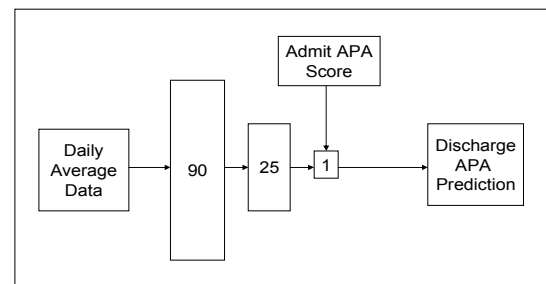 Admit APA
Score
Daily
Average
Data
90
25
1
Discharge
APA
Prediction